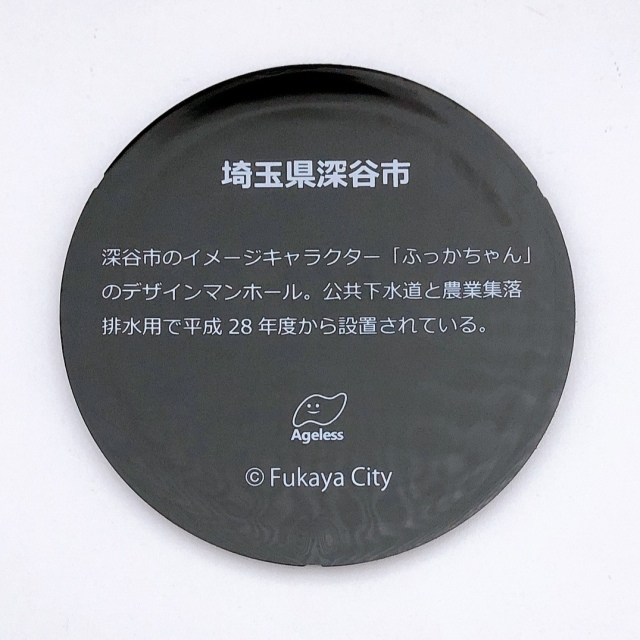 埼玉県深谷市
深谷市のイメージキャラクター「ふっかちゃん」
のデザインマンホール。公共下水道と農業集落
排水用で平成 28 年度から設置されている。
Ageless
© Fukaya City